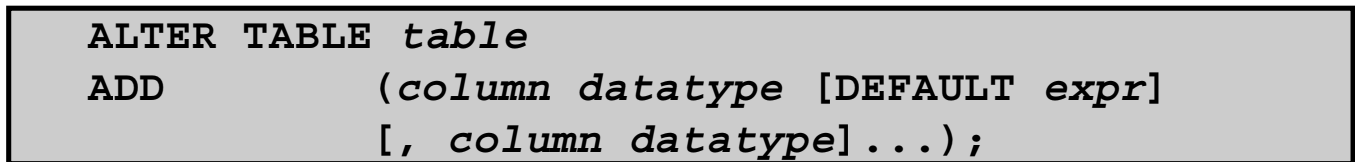 ALTER TABLE table
ADD (column datatype [DEFAULT expr]
[, column datatype]...);